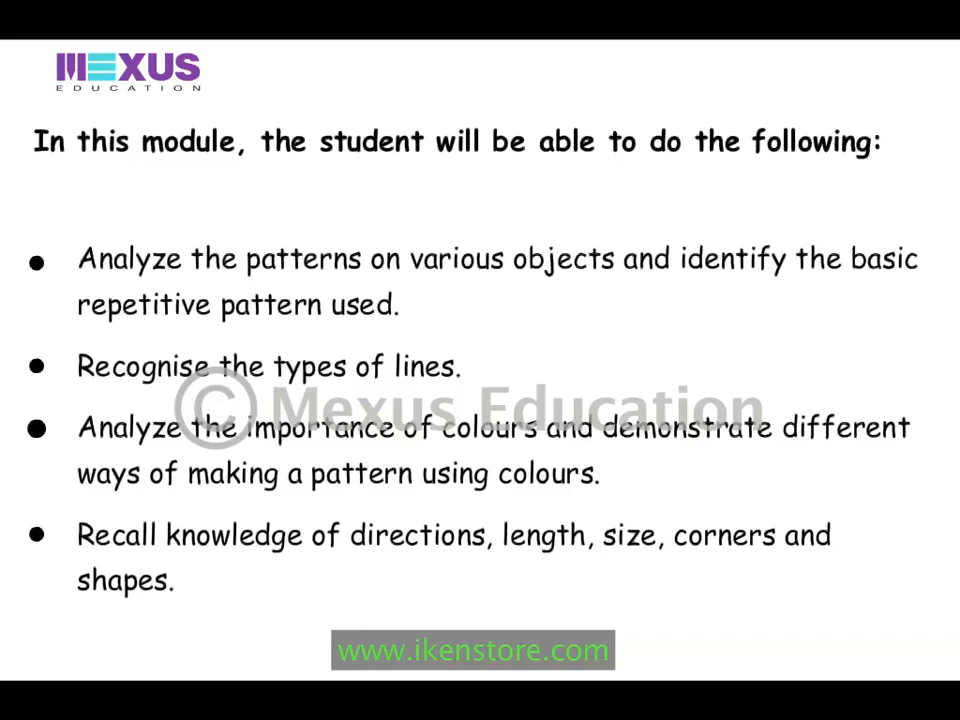 MEXUS
EDUCATION
In this module, the student will be able to do the following:
● Analyze the patterns on various objects and identify the basic
repetitive pattern used.
● Recognise the types of lines.
© Mexus Education
● Analyze the importance of colours and demonstrate different
ways of making a pattern using colours.
● Recall knowledge of directions, length, size, corners and
shapes.
www.ikenstore.com